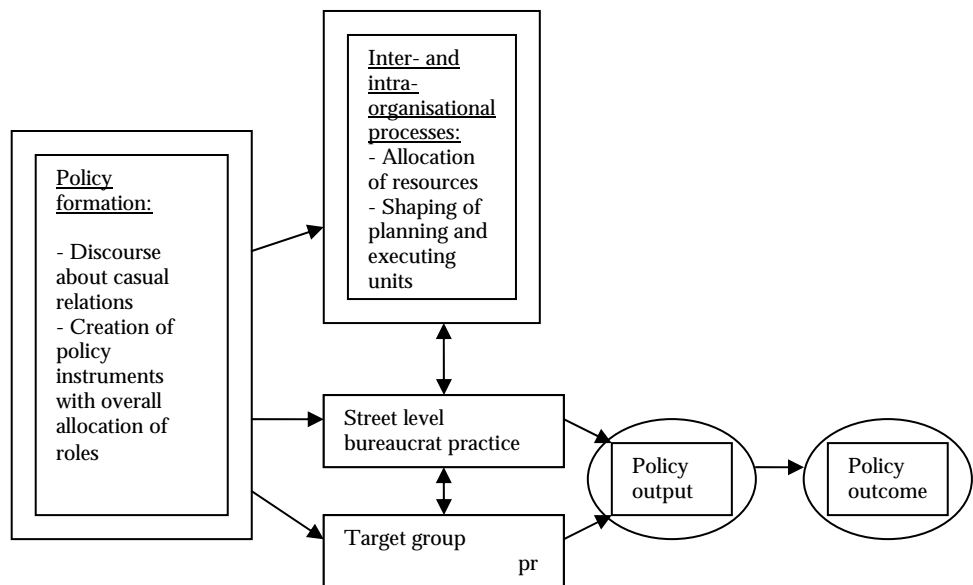 Policy
formation:
- Discourse
about casual
relations
- Creation of
policy
instruments
with overall
allocation of
roles
Inter- and
intra-
organisational
processes:
- Allocation
of resources
- Shaping of
planning and
executing
units
Street level
bureaucrat practice
Target group
pr
Policy
output
Policy
outcome